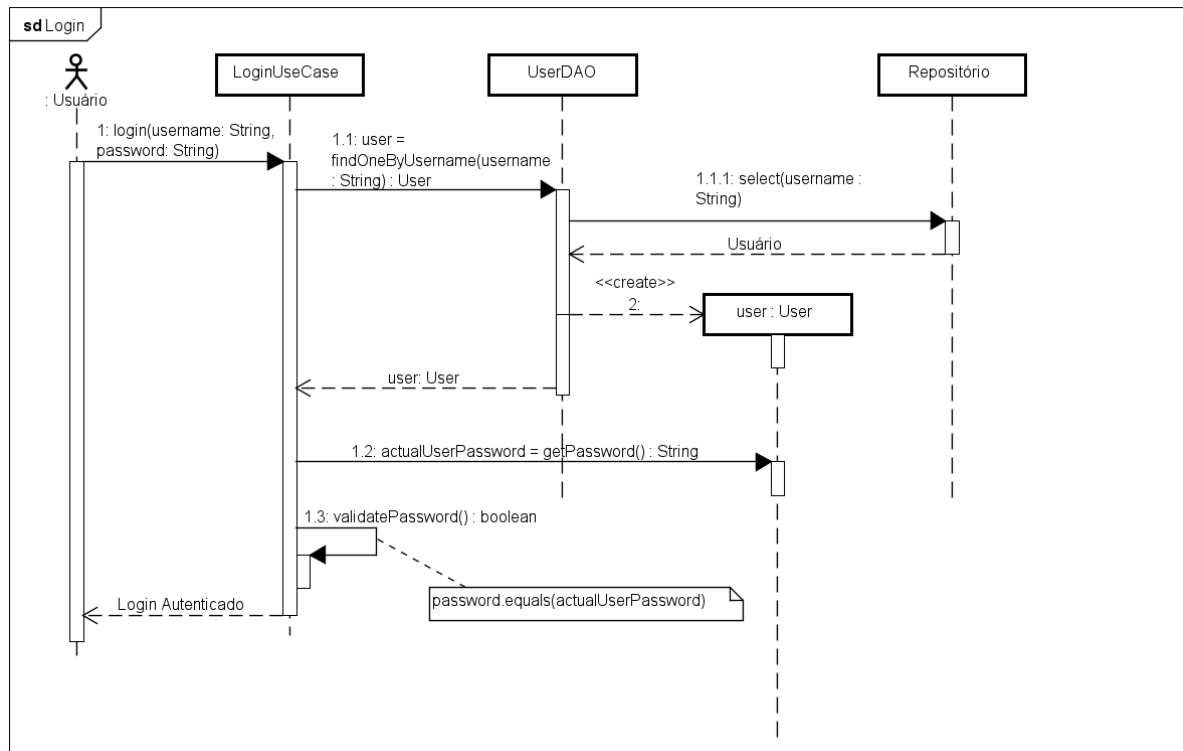 sd Login
LoginUseCase
UserDAO
Repositório
: Usuário
1: login(username: String,
password: String)
1.1: user =
findOneByUsername(username
: String) : User
1.1.1: select(username :
String)
Usuário
<<create>>
2:
user : User
user: User
1.2: actualUserPassword = getPassword() : String
1.3: validatePassword() : boolean
password.equals(actualUserPassword)
Login Autenticado